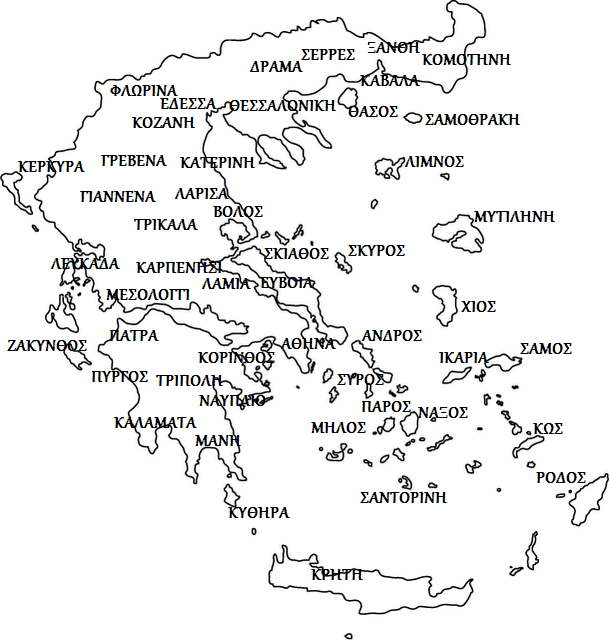 ΞΑΝΘΗ
ΣΕΡΡΕΣ
ΚΟΜΟΤΗΝΗ
ΔΡΑΜΑ
ΚΑΒΑΛΑ
ΦΛΩΡΙΝΑ
ΕΔΕΣΣΑ
ΘΕΣΣΑΛΟΝΙΚΗ
ΘΑΣΟΣ
ΣΑΜΟΘΡΑΚΗ
ΚΟΖΑΝΗ
ΚΕΡΚΥΡΑ
ΓΡΕΒΕΝΑ
ΚΑΤΕΡΙΝΗ
ΛΙΜΝΟΣ
ΓΙΑΝΝΕΝΑ
ΛΑΡΙΣΑ
ΒΟΛΟΣ
ΜΥΤΙΛΗΝΗ
ΤΡΙΚΑΛΑ
ΣΚΙΑΘΟΣ
ΣΚΥΡΟΣ
ΛΕΥΚΑΔΑ
ΚΑΡΠΕΝΗΣΙ
ΛΑΜΙΑ
ΕΥΒΟΙΑ
ΜΕΣΟΛΟΓΓΙ
ΧΙΟΣ
ΠΑΤΡΑ
ΑΝΔΡΟΣ
ΖΑΚΥΝΘΟΣ
ΑΘΗΝΑ
ΣΑΜΟΣ
ΚΟΡΙΝΘΟΣ
ΙΚΑΡΙΑ
ΠΥΡΓΟΣ
ΤΡΙΠΟΛΗ
ΣΥΡΟΣ
ΝΑΥΠΛΙΟ
ΠΑΡΟΣ
ΝΑΞΟΣ
ΚΑΛΑΜΑΤΑ
ΜΗΛΟΣ
ΚΩΣ
ΜΑΝΗ
ΡΟΔΟΣ
ΣΑΝΤΟΡΙΝΗ
ΚΥΘΗΡΑ
ΚΡΗΤΗ